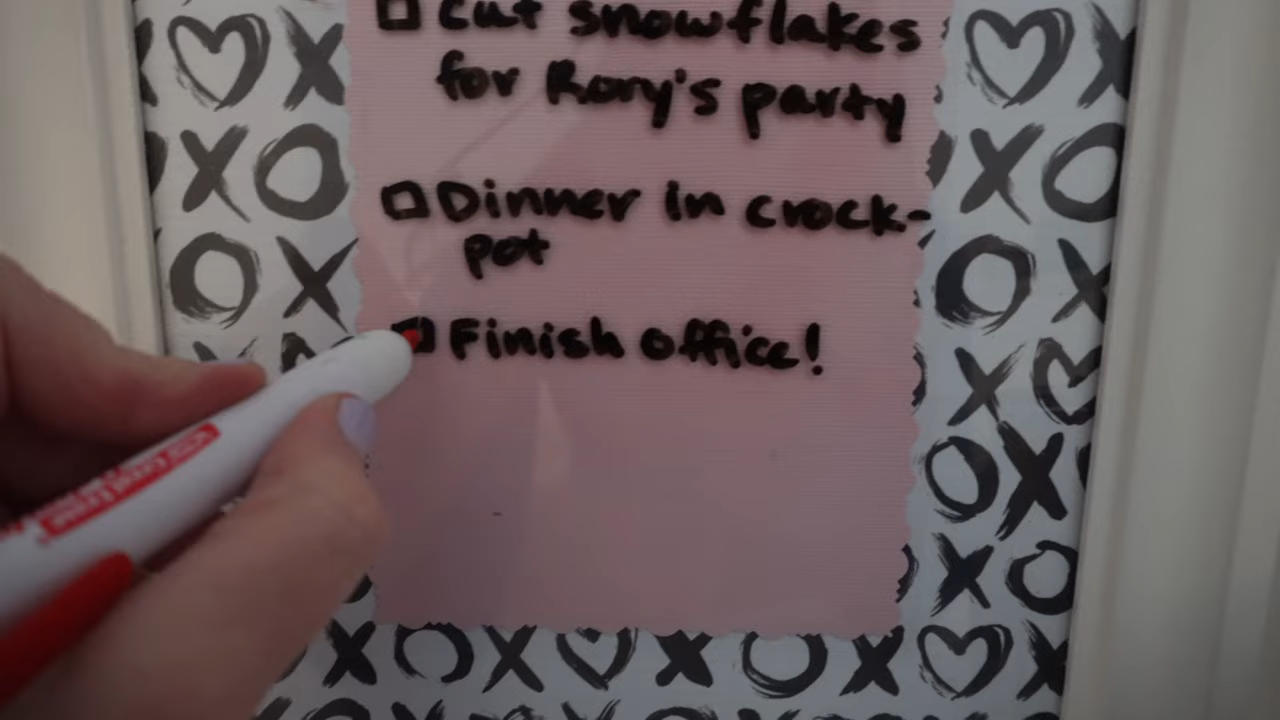 Cut snowflakes
for Rory's party
Dinner in crock-
pot
Finish office!